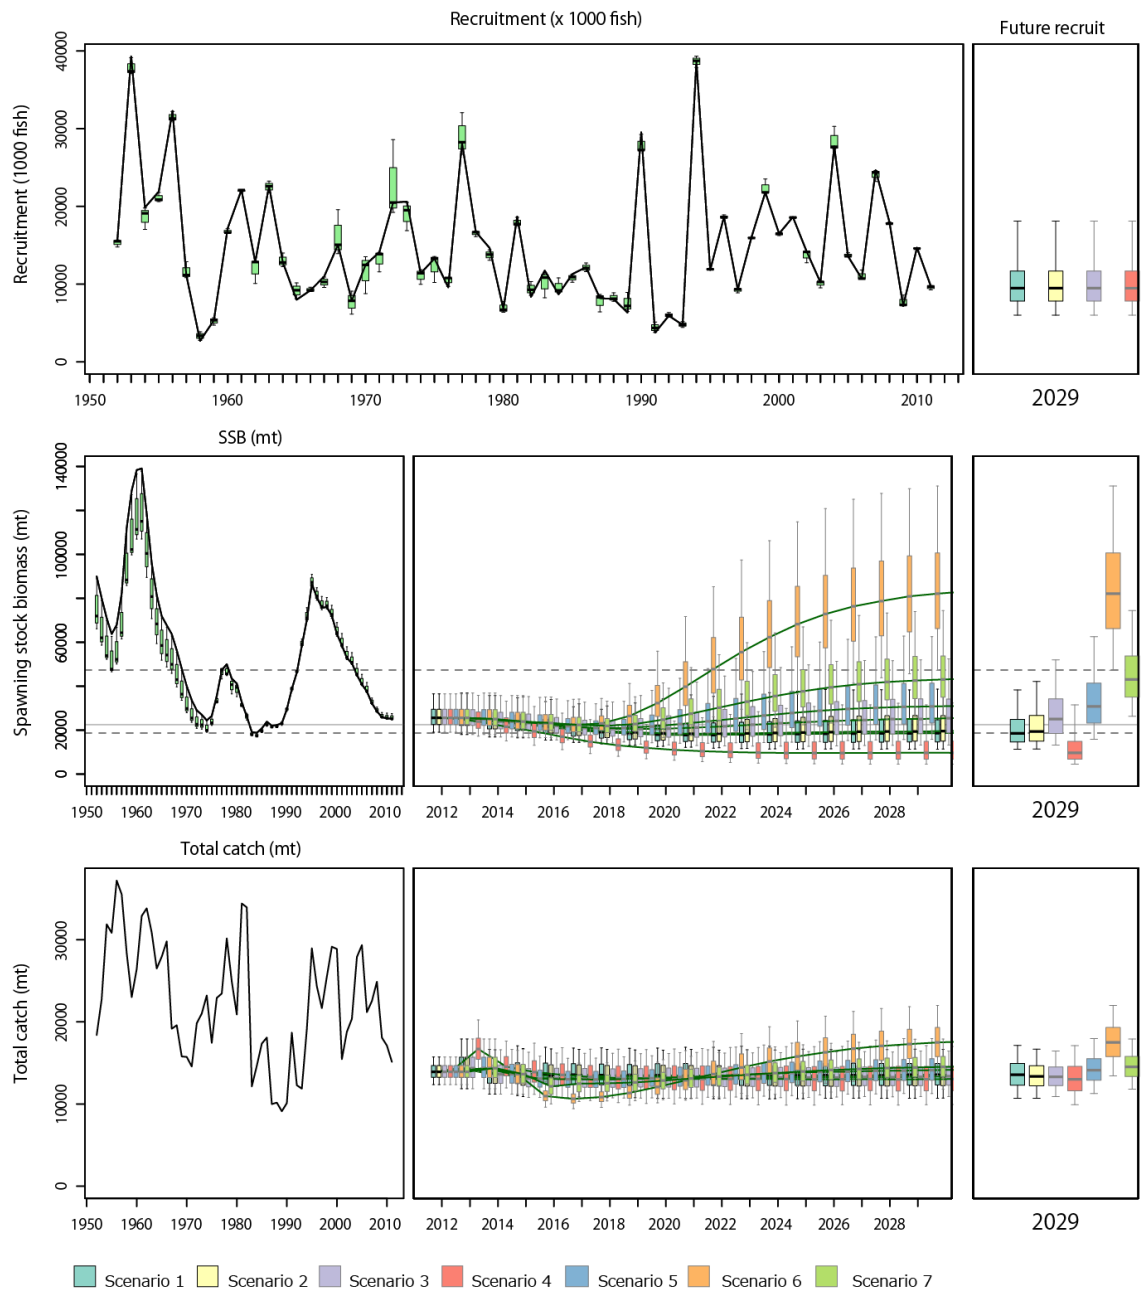 Recruitment (x 1000 fish)
Future recruit
Recruitment (1000 fish)
40000
30000
20000
10000
0
1950 1960 1970 1980 1990 2000 2010
2029
SSB (mt)
Spawning stock biomass (mt)
140000
100000
60000
20000
0
1950 1960 1970 1980 1990 2000
2012 2014 2016 2018 2020 2022 2024 2026 2028
2029
Total catch (mt)
Total catch (mt)
30000
20000
10000
0
1950 1960 1970 1980 1990 2000 2010
2012 2014 2016 2018 2020 2022 2024 2026 2028
2029
Scenario 1 Scenario 2 Scenario 3 Scenario 4 Scenario 5 Scenario 6 Scenario 7